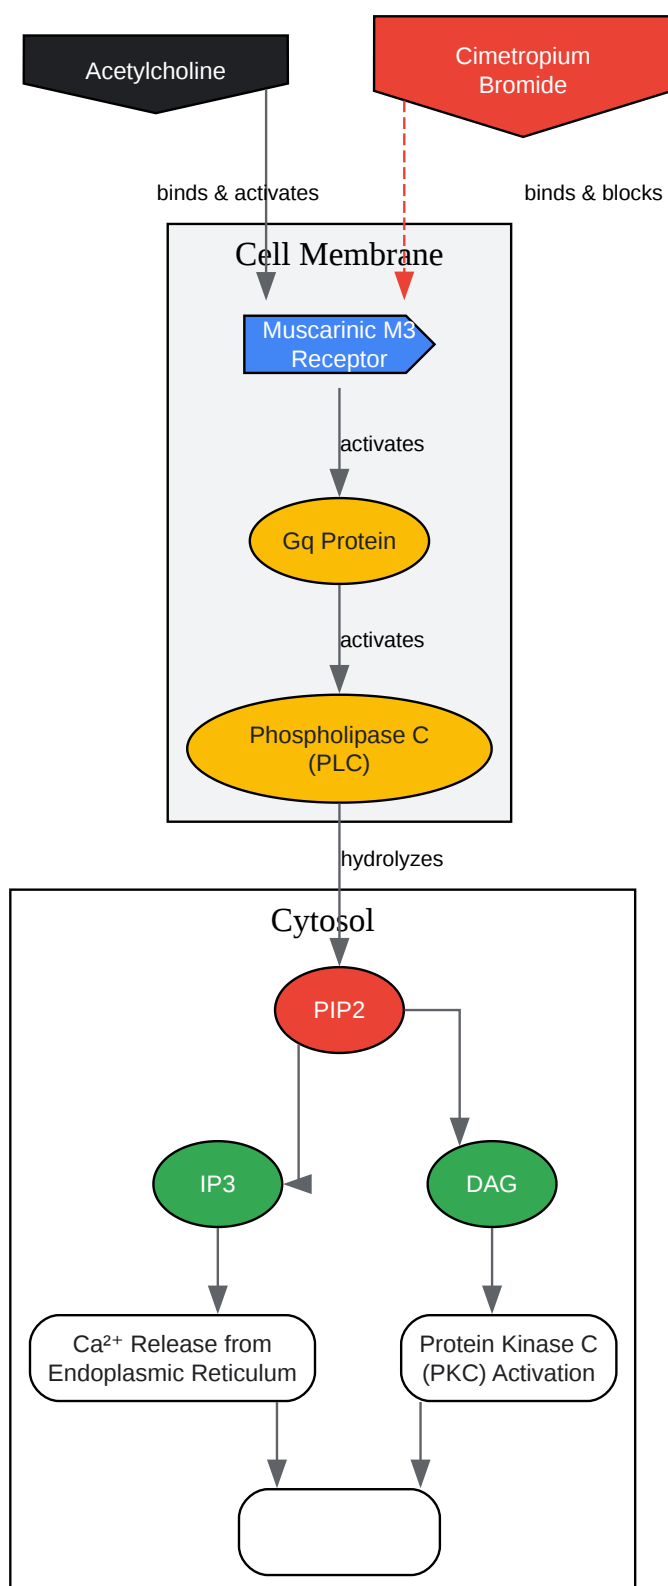 Acetylcholine
Cimetropium
Bromide
binds & activates
binds & blocks
Cell Membrane
Muscarinic M3
Receptor
activates
Gq Protein
activates
Phospholipase C
(PLC)
hydrolyzes
Cytosol
PIP2
IP3
DAG
Ca²⁺ Release from
Endoplasmic Reticulum
Protein Kinase C
(PKC) Activation